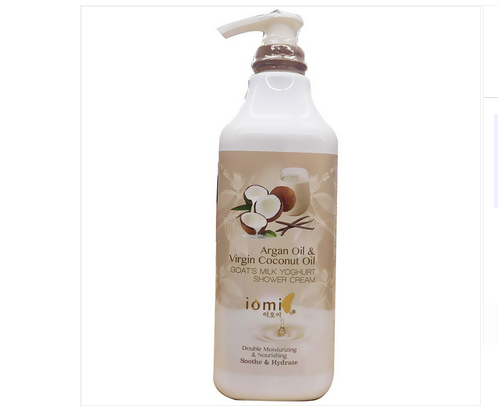 Argan Oil &
Virgin Coconut Oil
GOAT'S MILK YOGHURT
SHOWER CREAM
iomi
이오미
Double Moisturizing
& Nourishing
Soothe & Hydrate